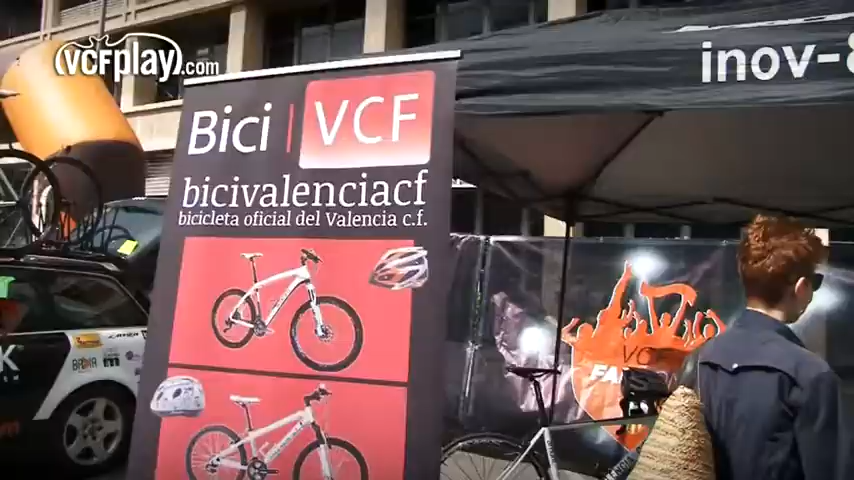 (VCFplay).com
inov-8
Bici VCF
bicivalenciacf
bicicleta oficial del Valencia c.f.
VCF